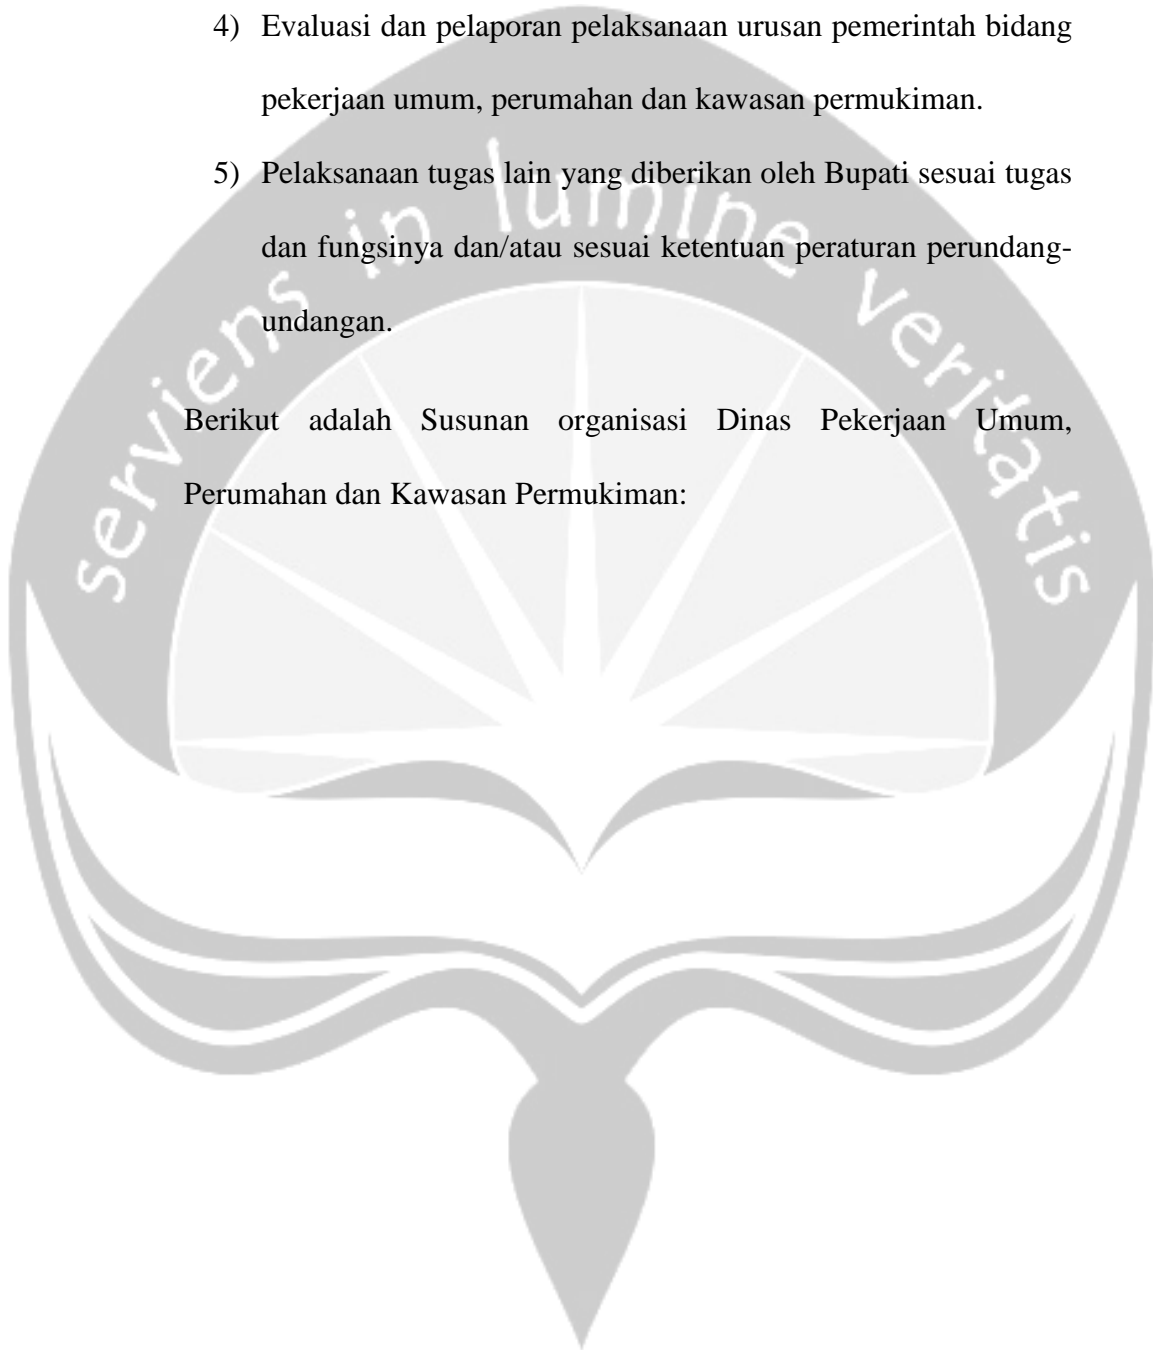 4) Evaluasi dan pelaporan pelaksanaan urusan pemerintah bidang
pekerjaan umum, perumahan dan kawasan permukiman.
5) Pelaksanaan tugas lain yang diberikan oleh Bupati sesuai tugas
dan fungsinya dan/atau sesuai ketentuan peraturan perundang-
undangan.
Berikut adalah Susunan organisasi Dinas Pekerjaan Umum,
Perumahan dan Kawasan Permukiman:
serviens in lumine veritatis